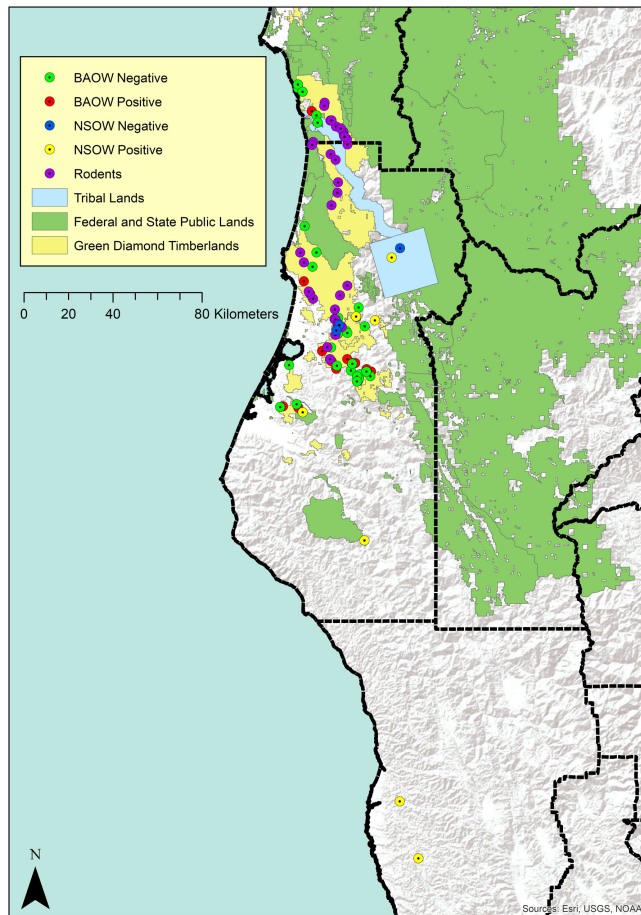 BAOW Negative
BAOW Positive
NSOW Negative
NSOW Positive
Rodents
Tribal Lands
Federal and State Public Lands
Green Diamond Timberlands
0 20 40 80 Kilometers
N
Sources: Esri, USGS, NOAA